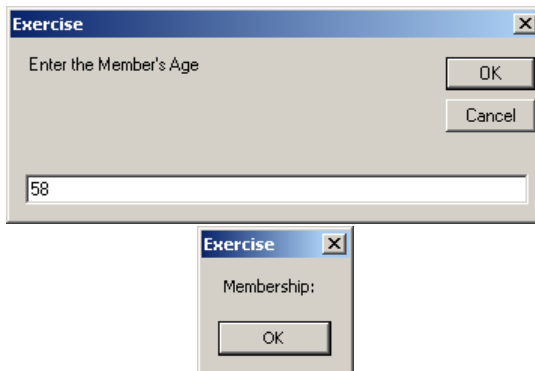 Exercise
Enter the Member's Age
OK
Cancel
58
Exercise
Membership:
OK